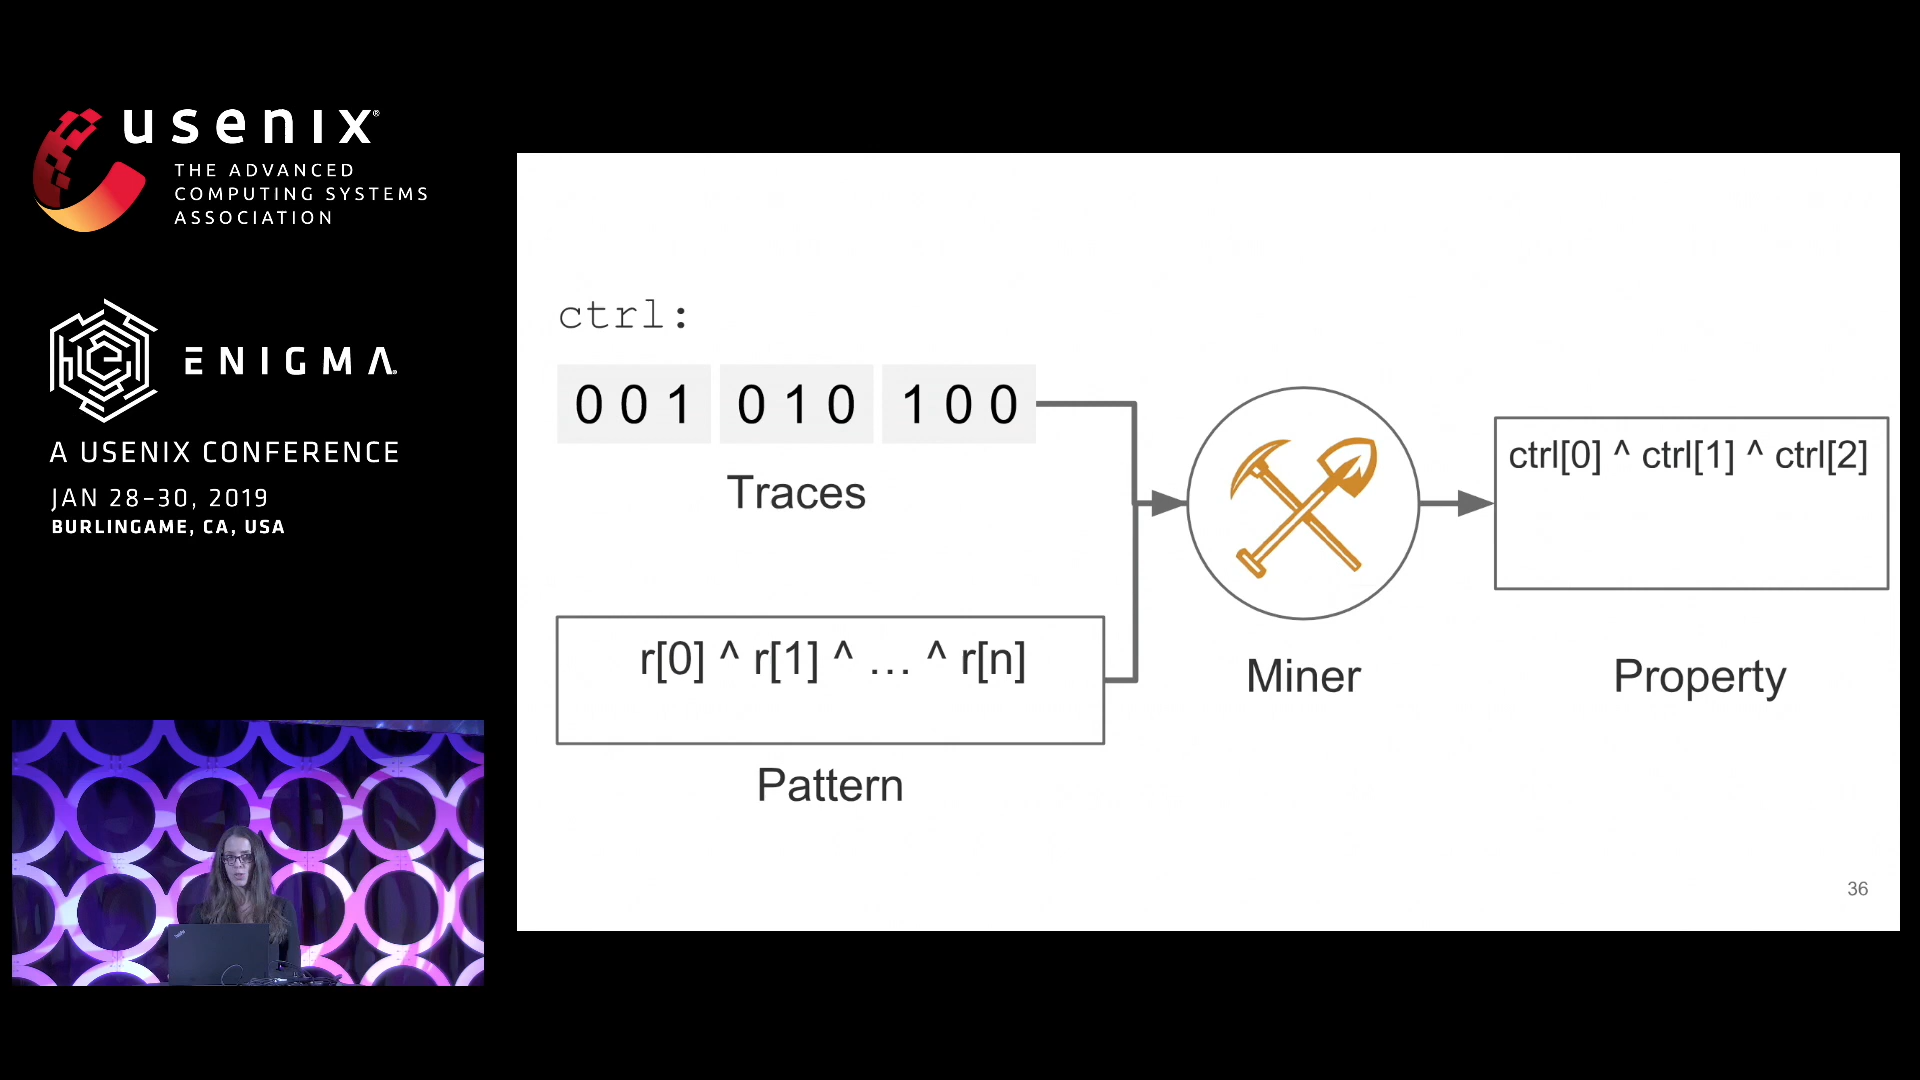 usenix®
THE ADVANCED
COMPUTING SYSTEMS
ASSOCIATION
ENIGMA
A USENIX CONFERENCE
JAN 28–30, 2019
BURLINGAME, CA, USA
ctrl:
0 0 1 0 1 0 1 0 0
Traces
r[0] ^ r[1] ^ … ^ r[n]
Pattern
Miner
ctrl[0] ^ ctrl[1] ^ ctrl[2]
Property
36